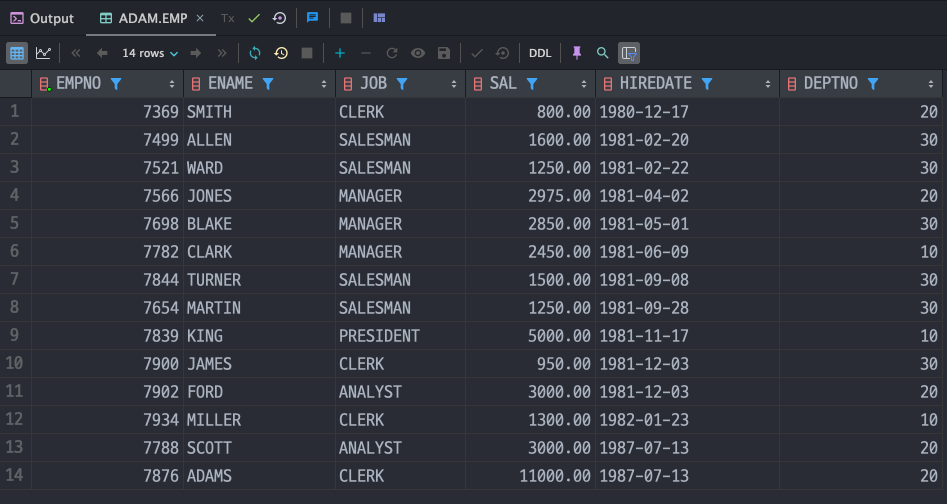 Output ADAM.EMP × Tx
14 rows DDL
EMPNO ENAME JOB SAL HIREDATE DEPTNO
1 7369 SMITH CLERK 800.00 1980-12-17 20
2 7499 ALLEN SALESMAN 1600.00 1981-02-20 30
3 7521 WARD SALESMAN 1250.00 1981-02-22 30
4 7566 JONES MANAGER 2975.00 1981-04-02 20
5 7698 BLAKE MANAGER 2850.00 1981-05-01 30
6 7782 CLARK MANAGER 2450.00 1981-06-09 10
7 7844 TURNER SALESMAN 1500.00 1981-09-08 30
8 7654 MARTIN SALESMAN 1250.00 1981-09-28 30
9 7839 KING PRESIDENT 5000.00 1981-11-17 10
10 7900 JAMES CLERK 950.00 1981-12-03 30
11 7902 FORD ANALYST 3000.00 1981-12-03 20
12 7934 MILLER CLERK 1300.00 1982-01-23 10
13 7788 SCOTT ANALYST 3000.00 1987-07-13 20
14 7876 ADAMS CLERK 11000.00 1987-07-13 20